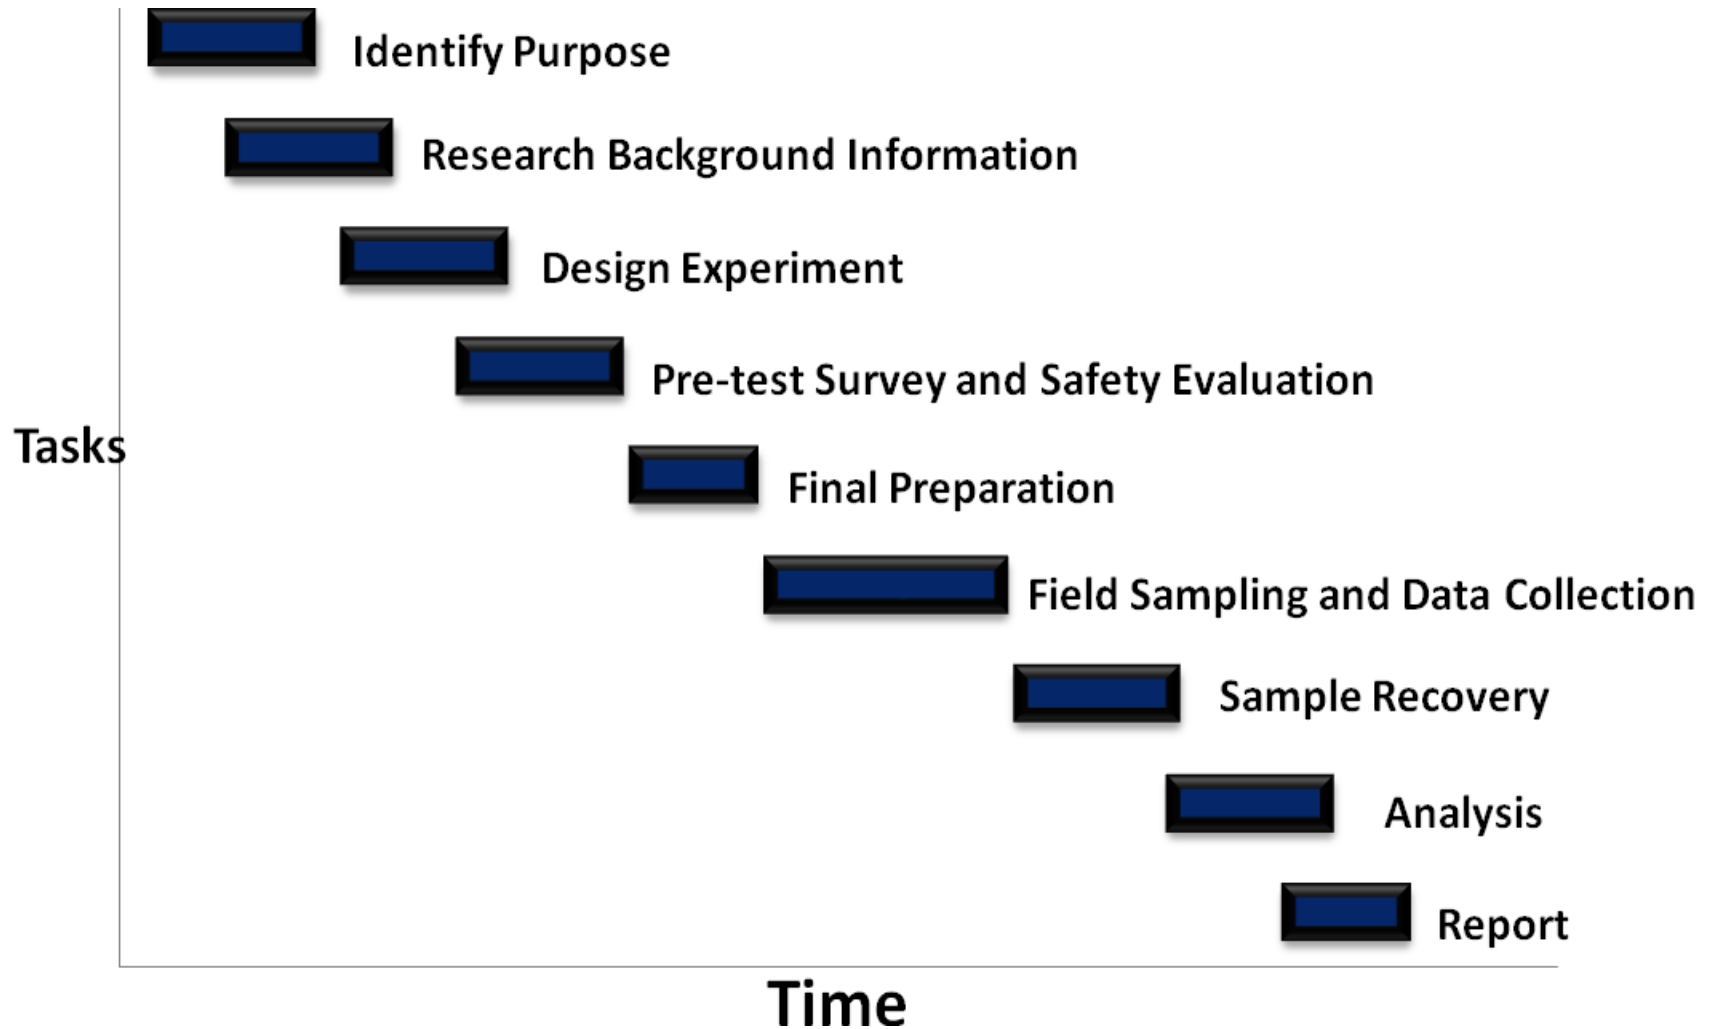 Identify Purpose
Research Background Information
Design Experiment
Pre-test Survey and Safety Evaluation
Tasks
Final Preparation
Field Sampling and Data Collection
Sample Recovery
Analysis
Report
Time